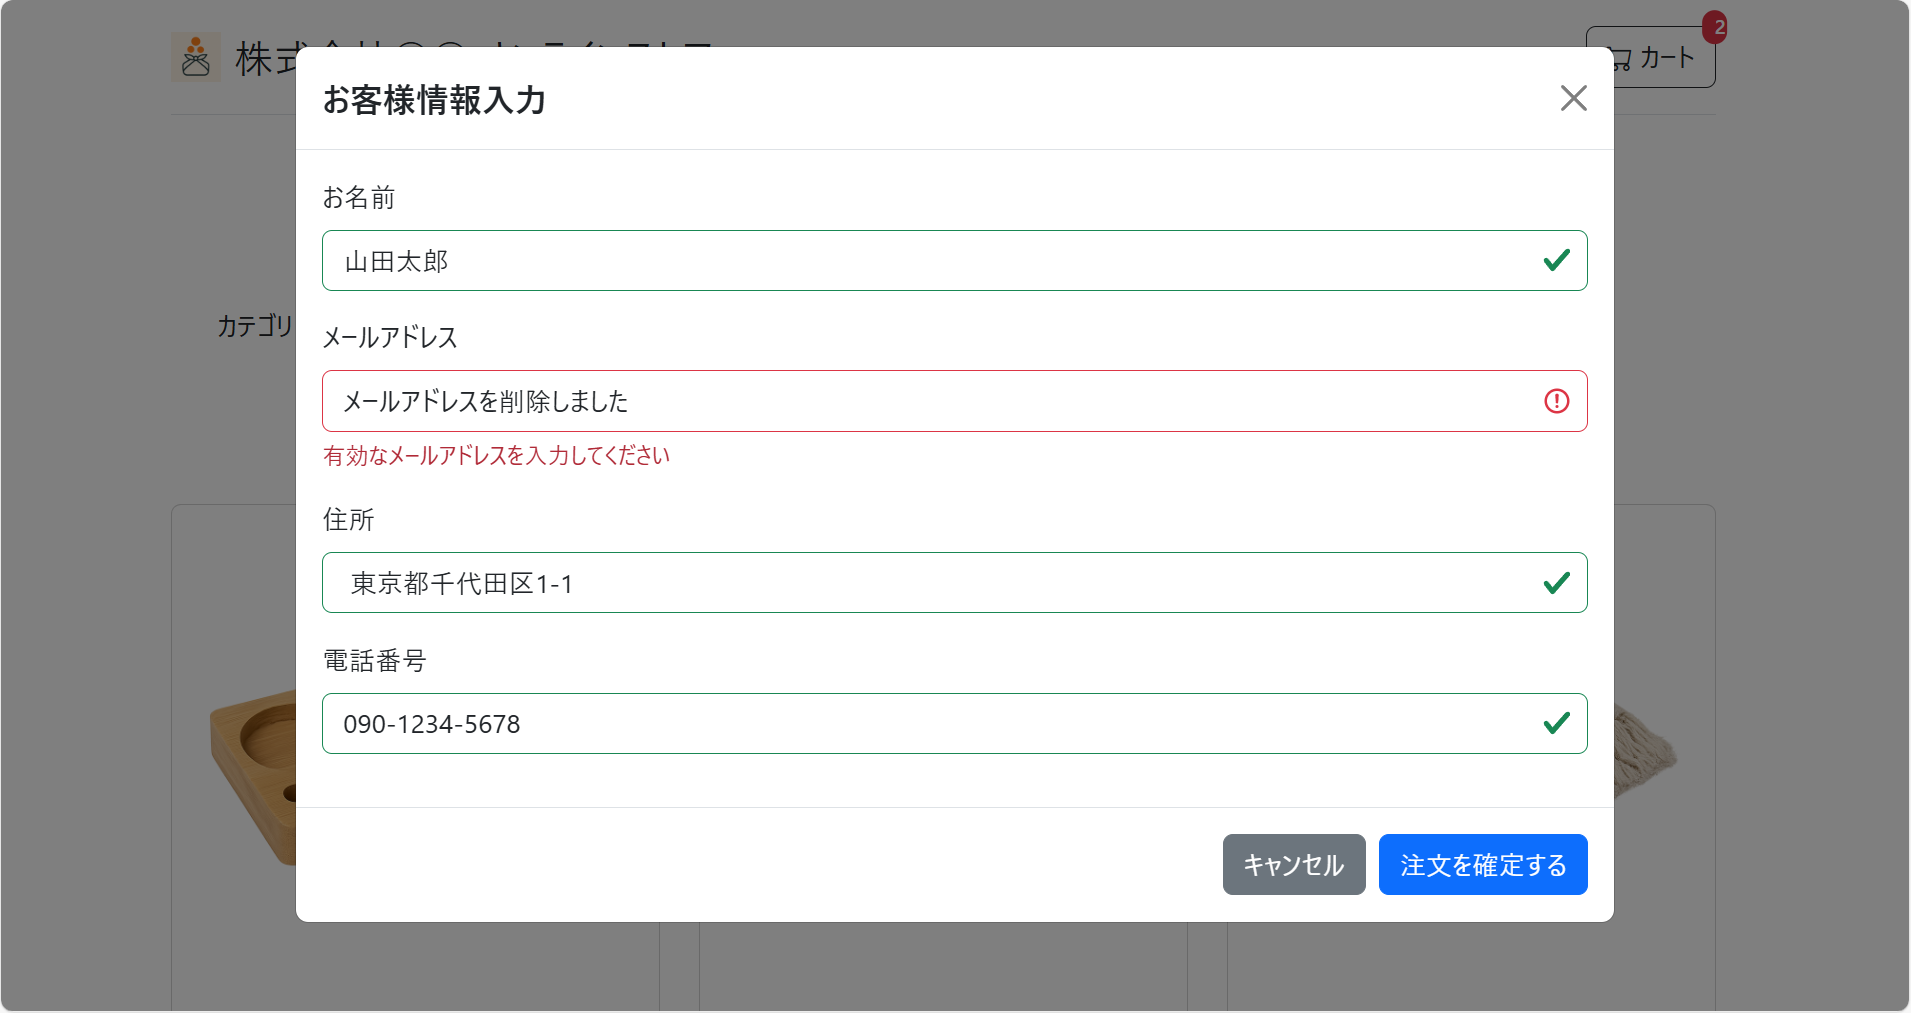 カート
2
お客様情報入力
お名前
山田太郎
カテゴリ
メールアドレス
メールアドレスを削除しました
有効なメールアドレスを入力してください
住所
東京都千代田区1-1
電話番号
090-1234-5678
キャンセル
注文を確定する